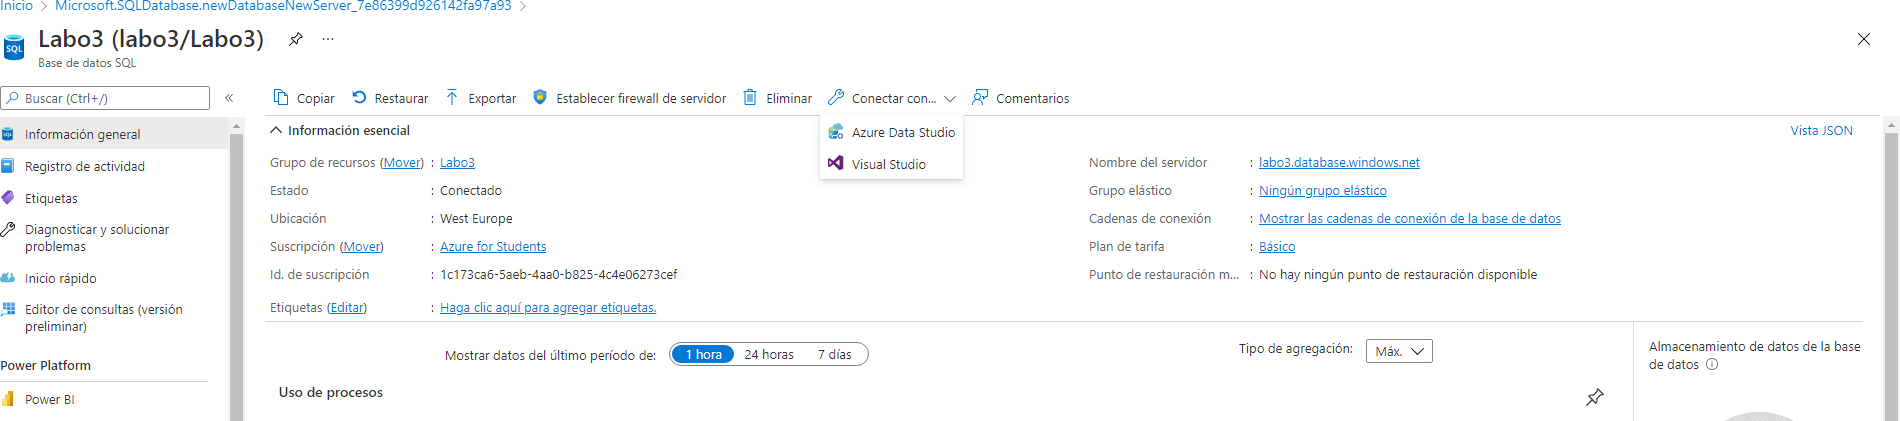 Inicio > Microsoft.SQLDatabase.newDatabaseNewServer_7e86399d926142fa97a93 >
SQL
Labo3 (labo3/Labo3)
Base de datos SQL
Buscar (Ctrl+/)
Copiar Restaurar Exportar Establecer firewall de servidor Eliminar Conectar con... Comentarios
Azure Data Studio
Visual Studio
Información general
Registro de actividad
Etiquetas
Diagnosticar y solucionar
problemas
Inicio rápido
Editor de consultas (versión
preliminar)
Power Platform
Power BI
Información esencial
Vista JSON
Grupo de recursos (Mover) : Labo3
Estado : Conectado
Ubicación : West Europe
Suscripción (Mover) : Azure for Students
Id. de suscripción : 1c173ca6-5aeb-4aa0-b825-4c4e06273cef
Etiquetas (Editar) : Haga clic aquí para agregar etiquetas.
Nombre del servidor : labo3.database.windows.net
Grupo elástico : Ningún grupo elástico
Cadenas de conexión : Mostrar las cadenas de conexión de la base de datos
Plan de tarifa : Básico
Punto de restauración m... : No hay ningún punto de restauración disponible
Mostrar datos del último período de: 1 hora 24 horas 7 días
Tipo de agregación: Máx.
Uso de procesos
Almacenamiento de datos de la base
de datos